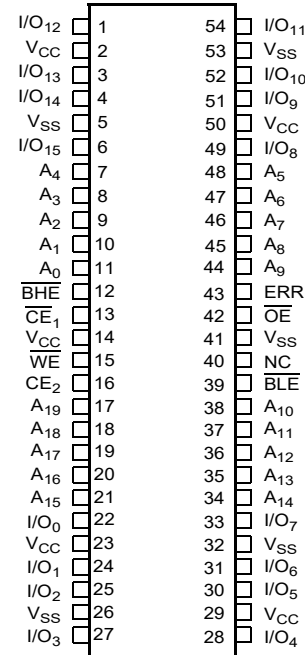 I/O12 1 54 I/O11
VCC 2 53 VSS
I/O13 3 52 I/O10
I/O14 4 51 I/O9
VSS 5 50 VCC
I/O15 6 49 I/O8
A4 7 48 A5
A3 8 47 A6
A2 9 46 A7
A1 10 45 A8
A0 11 44 A9
B̅H̅E̅ 12 43 ERR
C̅E̅1 13 42 O̅E̅
VCC 14 41 VSS
W̅E̅ 15 40 NC
CE2 16 39 B̅L̅E̅
A19 17 38 A10
A18 18 37 A11
A17 19 36 A12
A16 20 35 A13
A15 21 34 A14
I/O0 22 33 I/O7
VCC 23 32 VSS
I/O1 24 31 I/O6
I/O2 25 30 I/O5
VSS 26 29 VCC
I/O3 27 28 I/O4